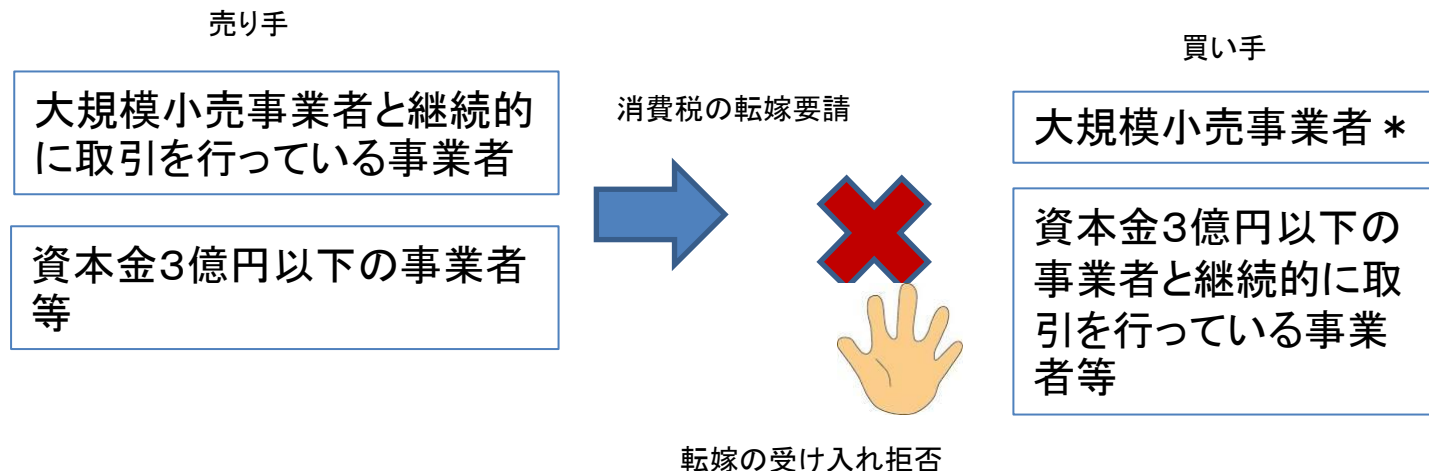 売り手
大規模小売事業者と継続的
に取引を行っている事業者
資本金3億円以下の事業者
等
消費税の転嫁要請
転嫁の受け入れ拒否
買い手
大規模小売事業者*
資本金3億円以下の
事業者と継続的に取
引を行っている事業
者等